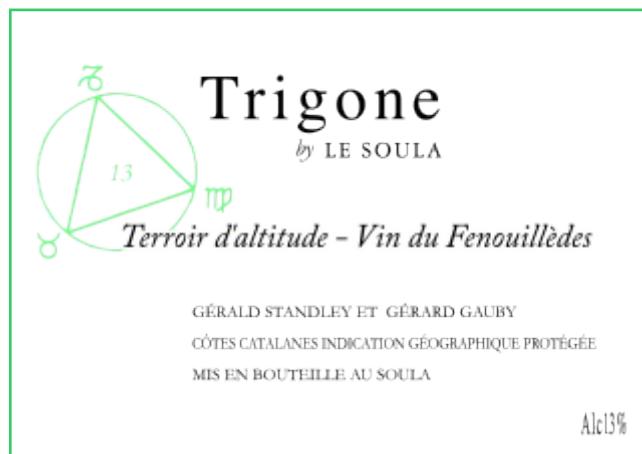 Trigone
by LE SOULA
13
Terroir d'altitude - Vin du Fenouillèdes
GÉRALD STANDLEY ET GÉRARD GAUBY
CÔTES CATALANES INDICATION GÉOGRAPHIQUE PROTÉGÉE
MIS EN BOUTEILLE AU SOULA
Alc13%